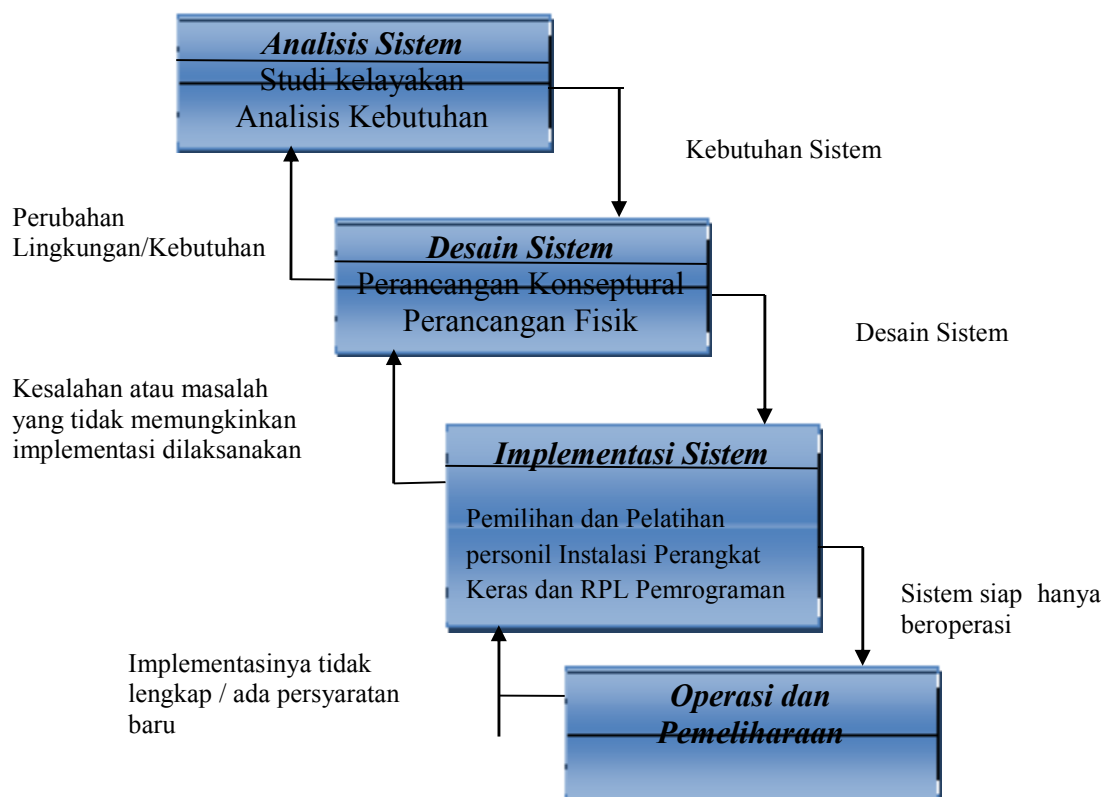 Analisis Sistem
Studi kelayakan
Analisis Kebutuhan
Kebutuhan Sistem
Perubahan
Lingkungan/Kebutuhan
Desain Sistem
Perancangan Konseptural
Perancangan Fisik
Desain Sistem
Kesalahan atau masalah
yang tidak memungkinkan
implementasi dilaksanakan
Implementasi Sistem
Pemilihan dan Pelatihan
personil Instalasi Perangkat
Keras dan RPL Pemrograman
Sistem siap hanya
beroperasi
Implementasinya tidak
lengkap / ada persyaratan
baru
Operasi dan
Pemeliharaan